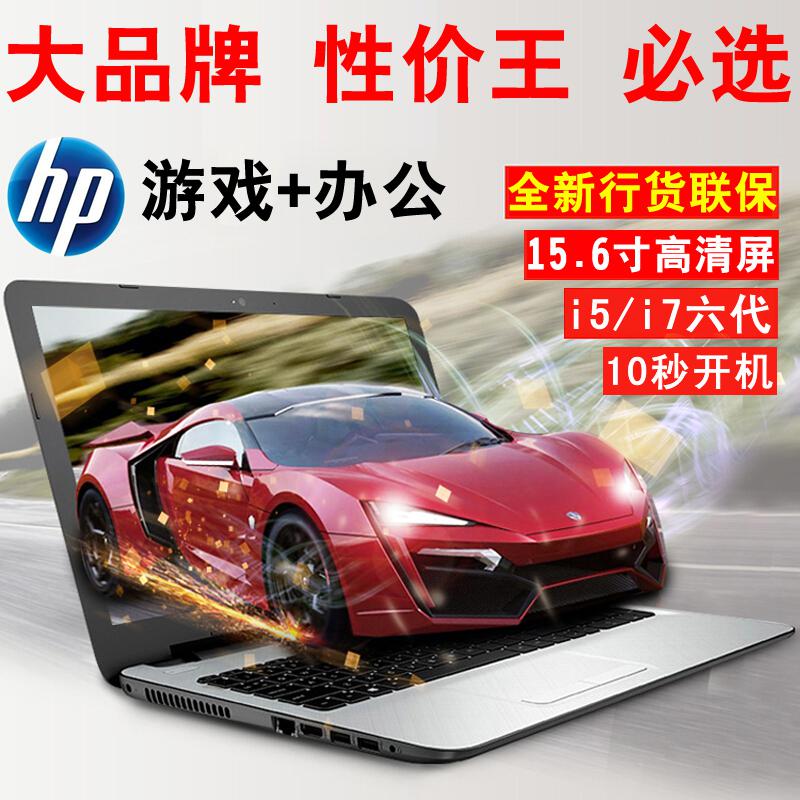 大品牌 性价王 必选
hp
游戏+办公
全新行货联保
15.6寸高清屏
i5/i7六代
10秒开机